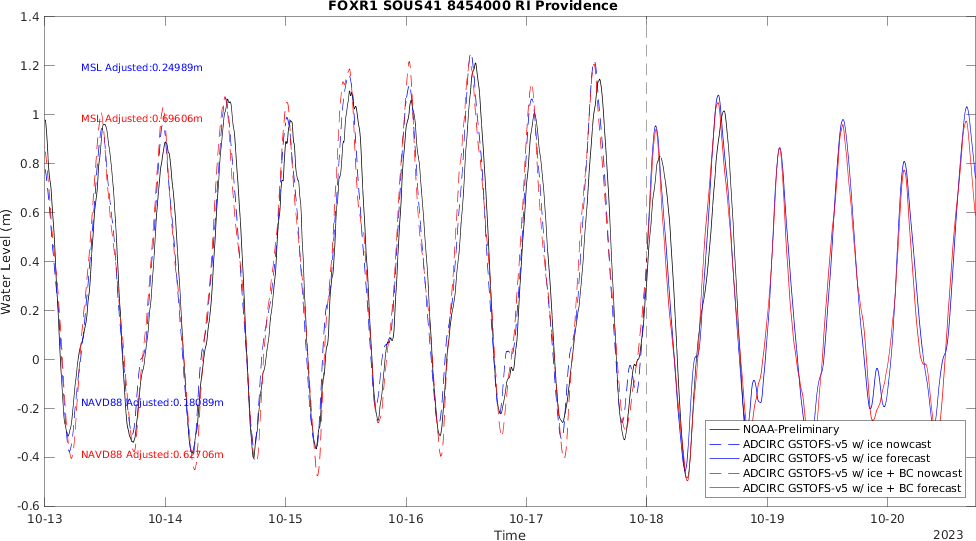 FOXR1 SOUS41 8454000 RI Providence
1.4
1.2
1
0.8
0.6
0.4
0.2
0
-0.2
-0.4
-0.6
Water Level (m)
MSL Adjusted:0.24989m
MSL Adjusted:0.69606m
NAVD88 Adjusted:0.18089m
NAVD88 Adjusted:0.62706m
NOAA-Preliminary
ADCIRC GSTOFS-v5 w/ ice nowcast
ADCIRC GSTOFS-v5 w/ ice forecast
ADCIRC GSTOFS-v5 w/ ice + BC nowcast
ADCIRC GSTOFS-v5 w/ ice + BC forecast
10-13 10-14 10-15 10-16 10-17 10-18 10-19 10-20
Time
2023